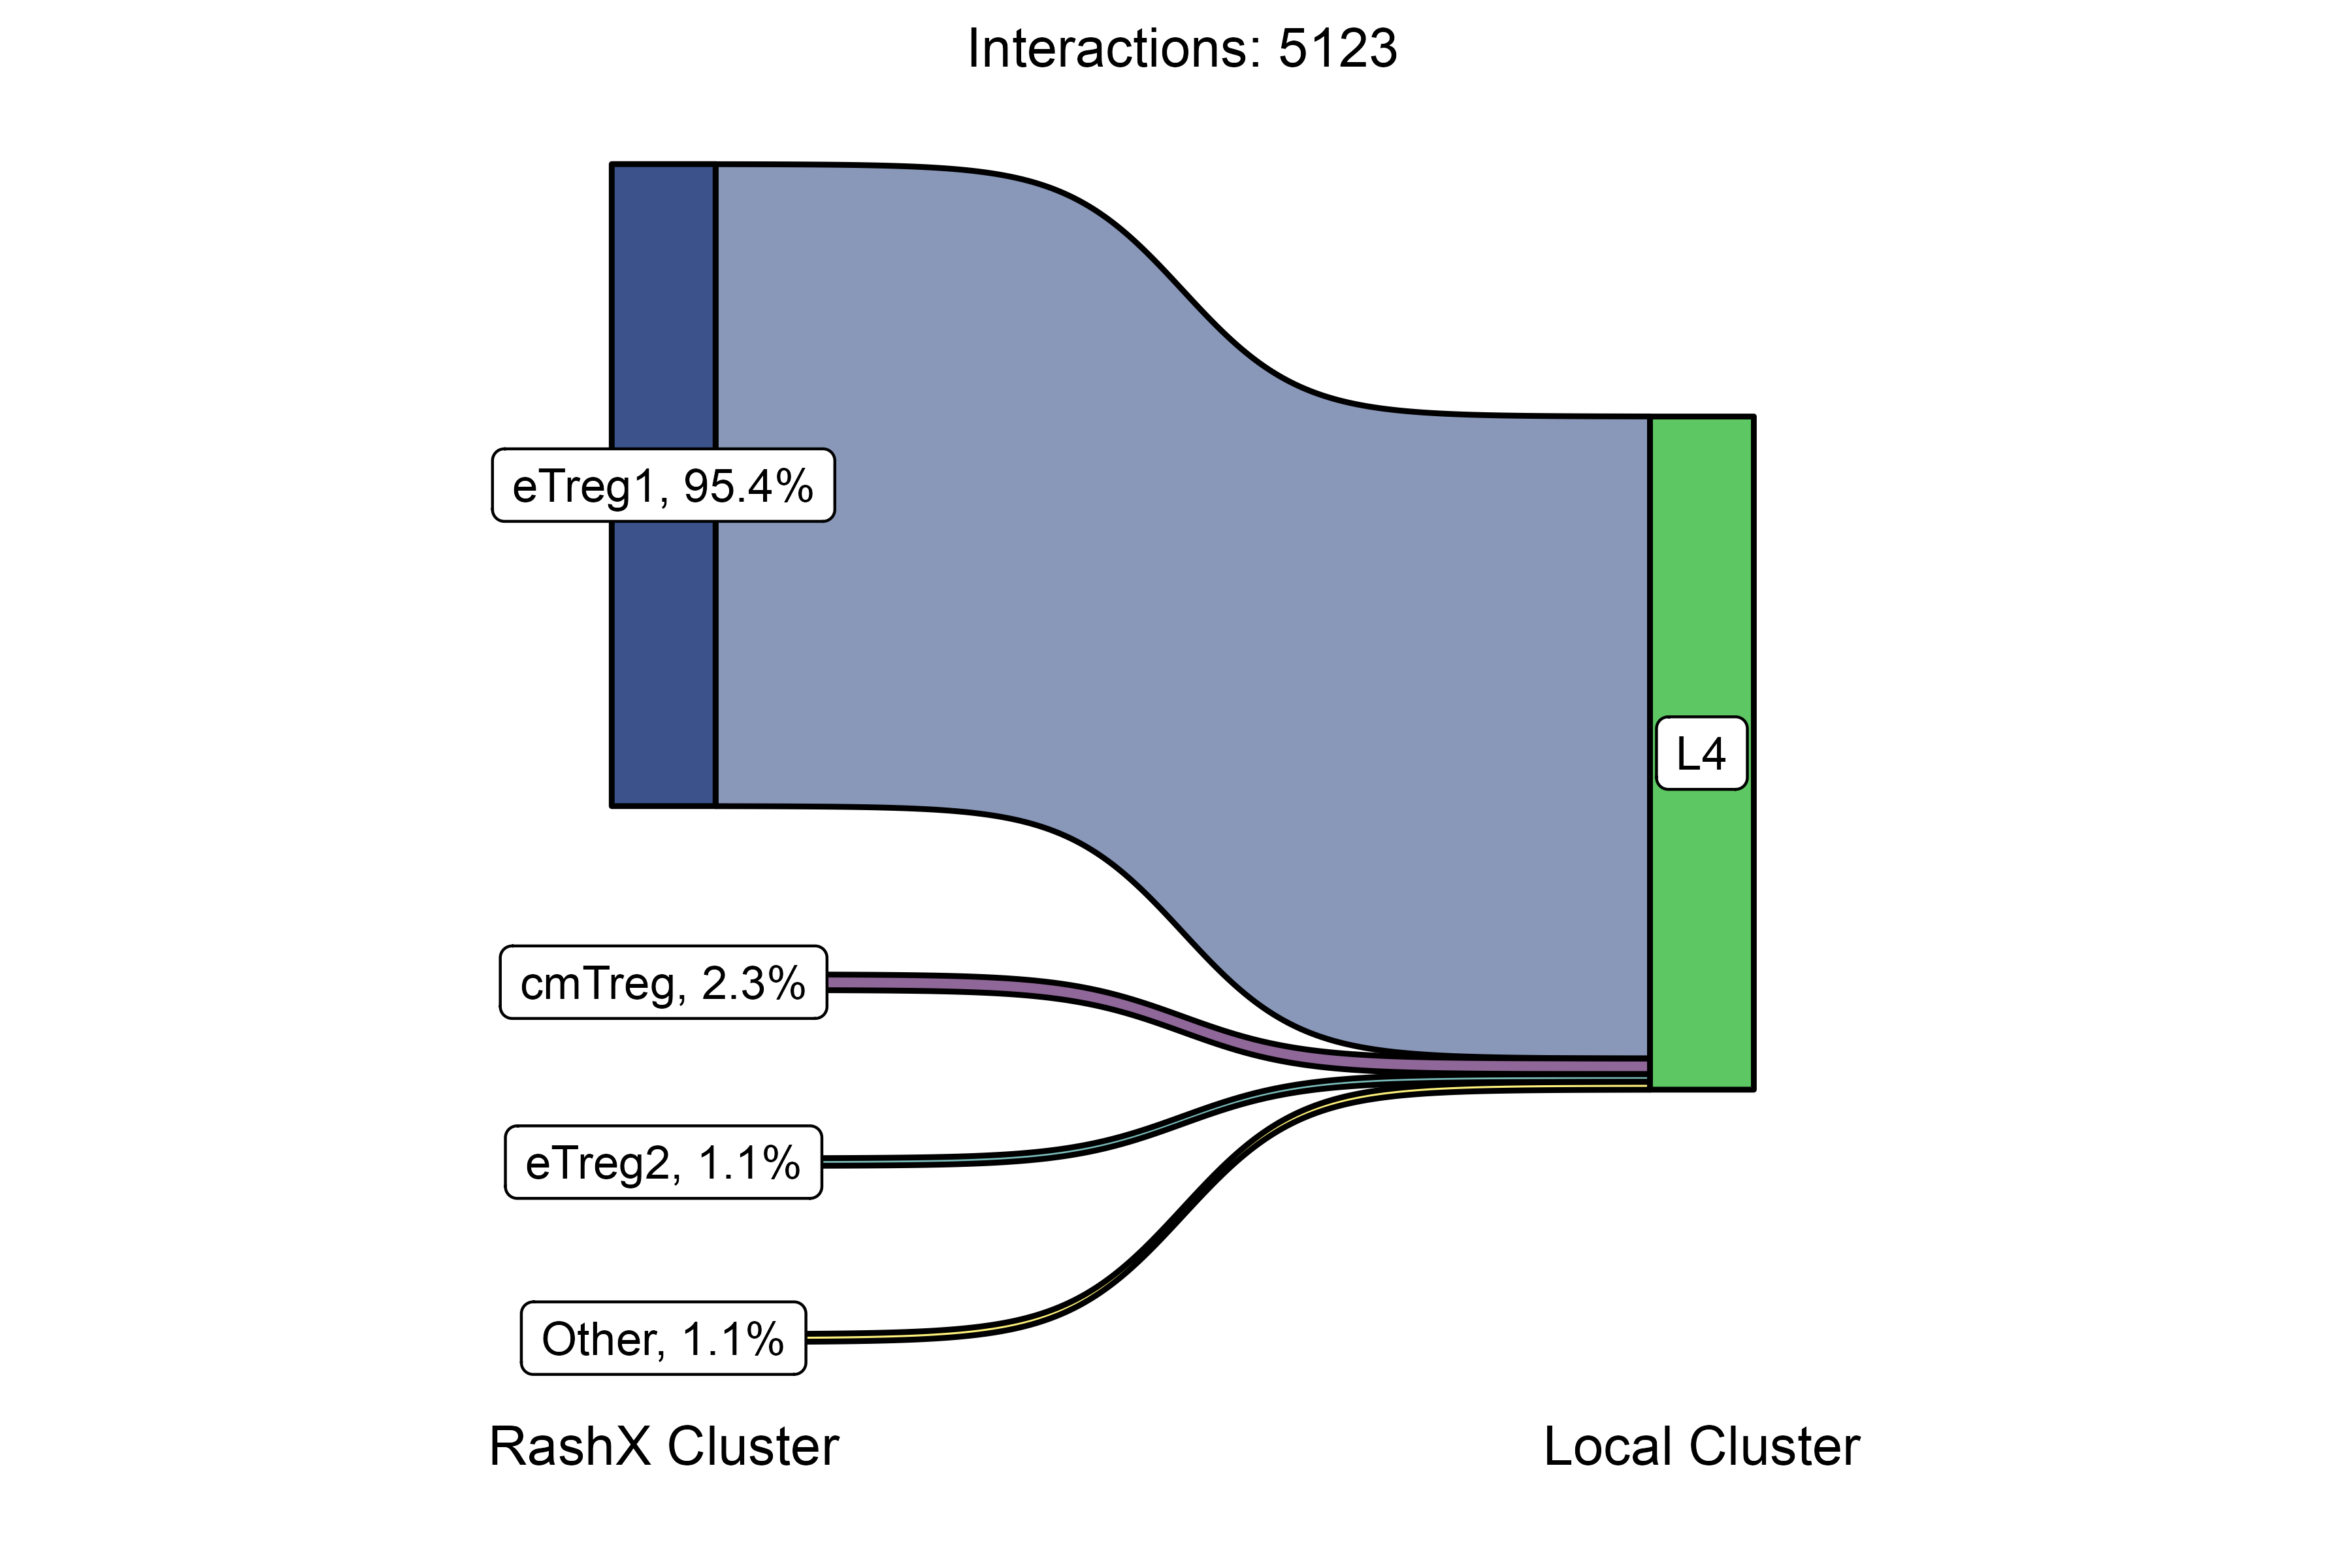 Interactions: 5123
eTreg1, 95.4%
L4
cmTreg, 2.3%
eTreg2, 1.1%
Other, 1.1%
RashX Cluster
Local Cluster